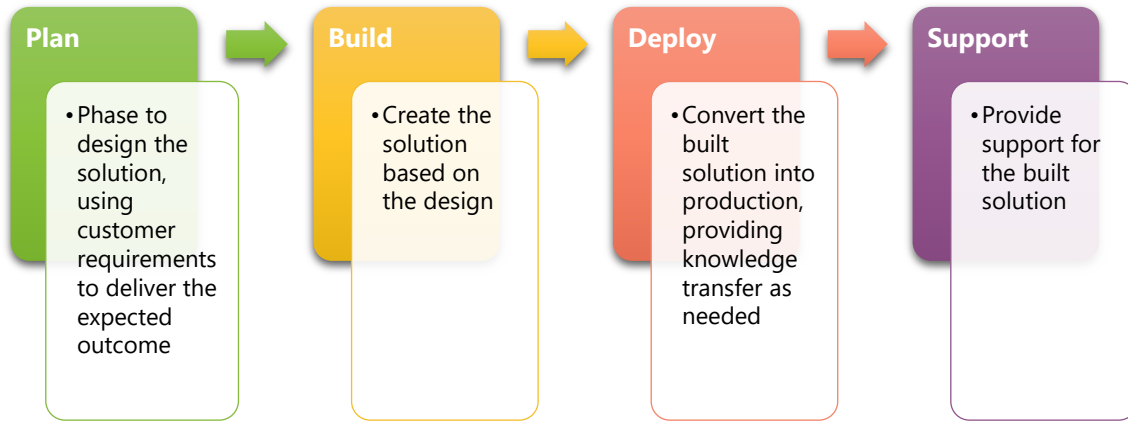 Plan
• Phase to
design the
solution,
using
customer
requirements
to deliver the
expected
outcome
Build
• Create the
solution
based on
the design
Deploy
• Convert the
built
solution into
production,
providing
knowledge
transfer as
needed
Support
• Provide
support for
the built
solution